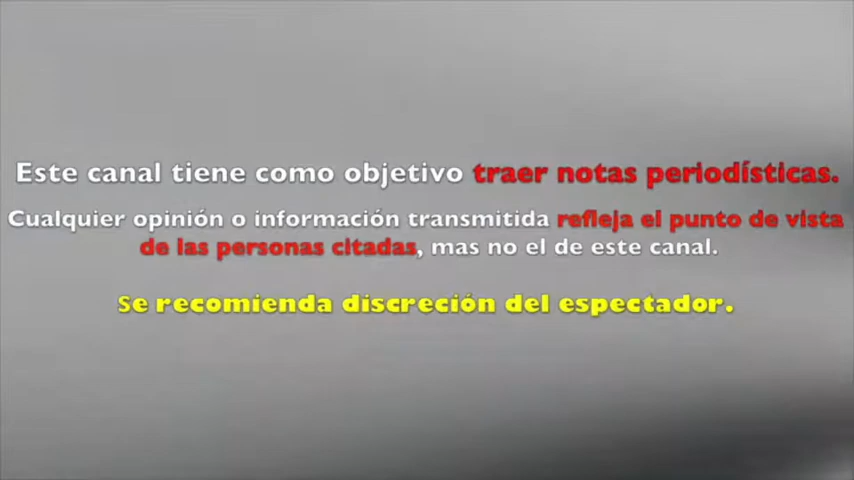 Este canal tiene como objetivo traer notas periodísticas.
Cualquier opinión o información transmitida refleja el punto de vista
de las personas citadas, mas no el de este canal.
Se recomienda discreción del espectador.